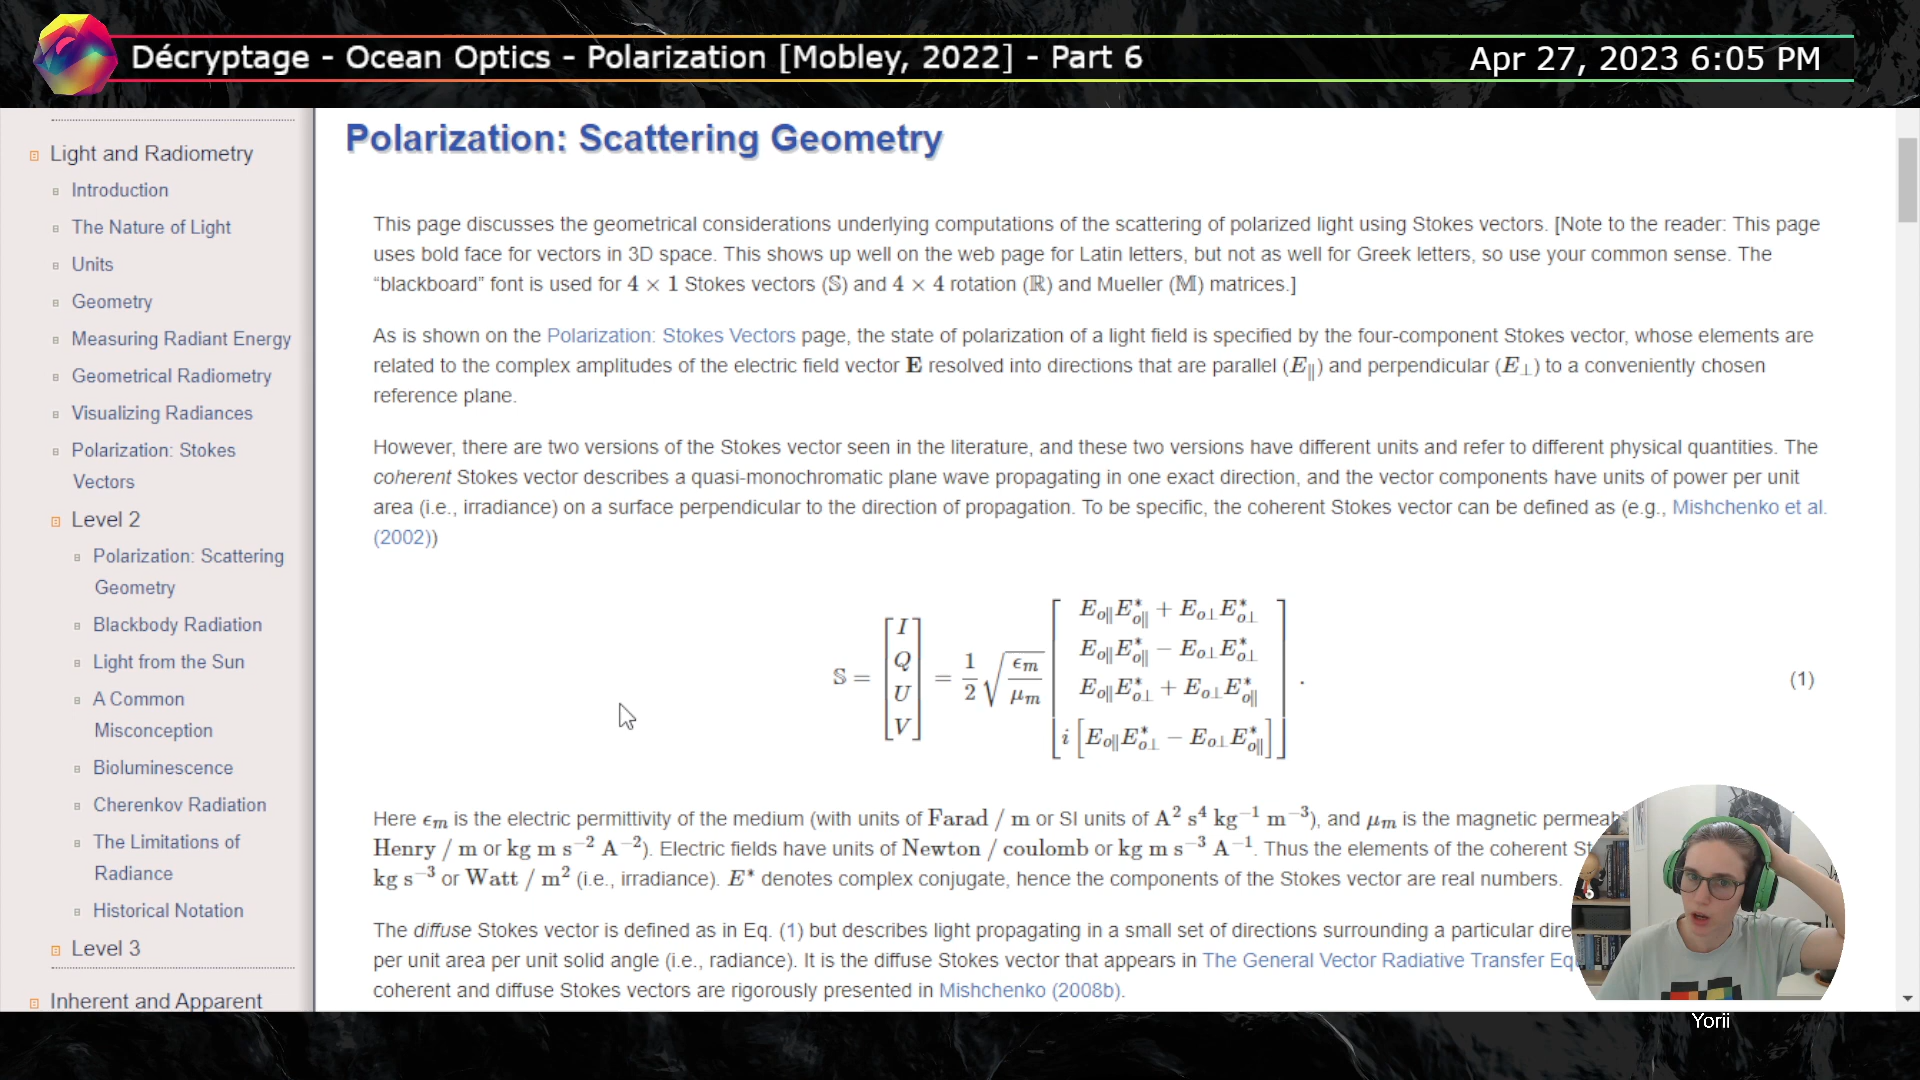 Décryptage - Ocean Optics - Polarization [Mobley, 2022] - Part 6
Apr 27, 2023 6:05 PM
Light and Radiometry
Introduction
The Nature of Light
Units
Geometry
Measuring Radiant Energy
Geometrical Radiometry
Visualizing Radiances
Polarization: Stokes
Vectors
Level 2
Polarization: Scattering
Geometry
Blackbody Radiation
Light from the Sun
A Common
Misconception
Bioluminescence
Cherenkov Radiation
The Limitations of
Radiance
Historical Notation
Level 3
Inherent and Apparent
Polarization: Scattering Geometry
This page discusses the geometrical considerations underlying computations of the scattering of polarized light using Stokes vectors. [Note to the reader: This page
uses bold face for vectors in 3D space. This shows up well on the web page for Latin letters, but not as well for Greek letters, so use your common sense. The
“blackboard” font is used for 4 × 1 Stokes vectors (𝕊) and 4 × 4 rotation (ℝ) and Mueller (𝕄) matrices.]
As is shown on the Polarization: Stokes Vectors page, the state of polarization of a light field is specified by the four-component Stokes vector, whose elements are
related to the complex amplitudes of the electric field vector E resolved into directions that are parallel (E∥) and perpendicular (E⊥) to a conveniently chosen
reference plane.
However, there are two versions of the Stokes vector seen in the literature, and these two versions have different units and refer to different physical quantities. The
coherent Stokes vector describes a quasi-monochromatic plane wave propagating in one exact direction, and the vector components have units of power per unit
area (i.e., irradiance) on a surface perpendicular to the direction of propagation. To be specific, the coherent Stokes vector can be defined as (e.g., Mishchenko et al.
(2002))
𝕊 = [I Q U V] = 1/2 √(ϵm/μm) [
Eo∥E*o∥ + Eo⊥E*o⊥
Eo∥E*o∥ − Eo⊥E*o⊥
Eo∥E*o⊥ + Eo⊥E*o∥
i [Eo∥E*o⊥ − Eo⊥E*o∥] ] . (1)
Here ϵm is the electric permittivity of the medium (with units of Farad / m or SI units of A² s⁴ kg⁻¹ m⁻³), and μm is the magnetic permeab
Henry / m or kg m s⁻² A⁻²). Electric fields have units of Newton / coulomb or kg m s⁻³ A⁻¹. Thus the elements of the coherent St
kg s⁻³ or Watt / m² (i.e., irradiance). E* denotes complex conjugate, hence the components of the Stokes vector are real numbers.
The diffuse Stokes vector is defined as in Eq. (1) but describes light propagating in a small set of directions surrounding a particular dire
per unit area per unit solid angle (i.e., radiance). It is the diffuse Stokes vector that appears in The General Vector Radiative Transfer Eq
coherent and diffuse Stokes vectors are rigorously presented in Mishchenko (2008b).
Yorii